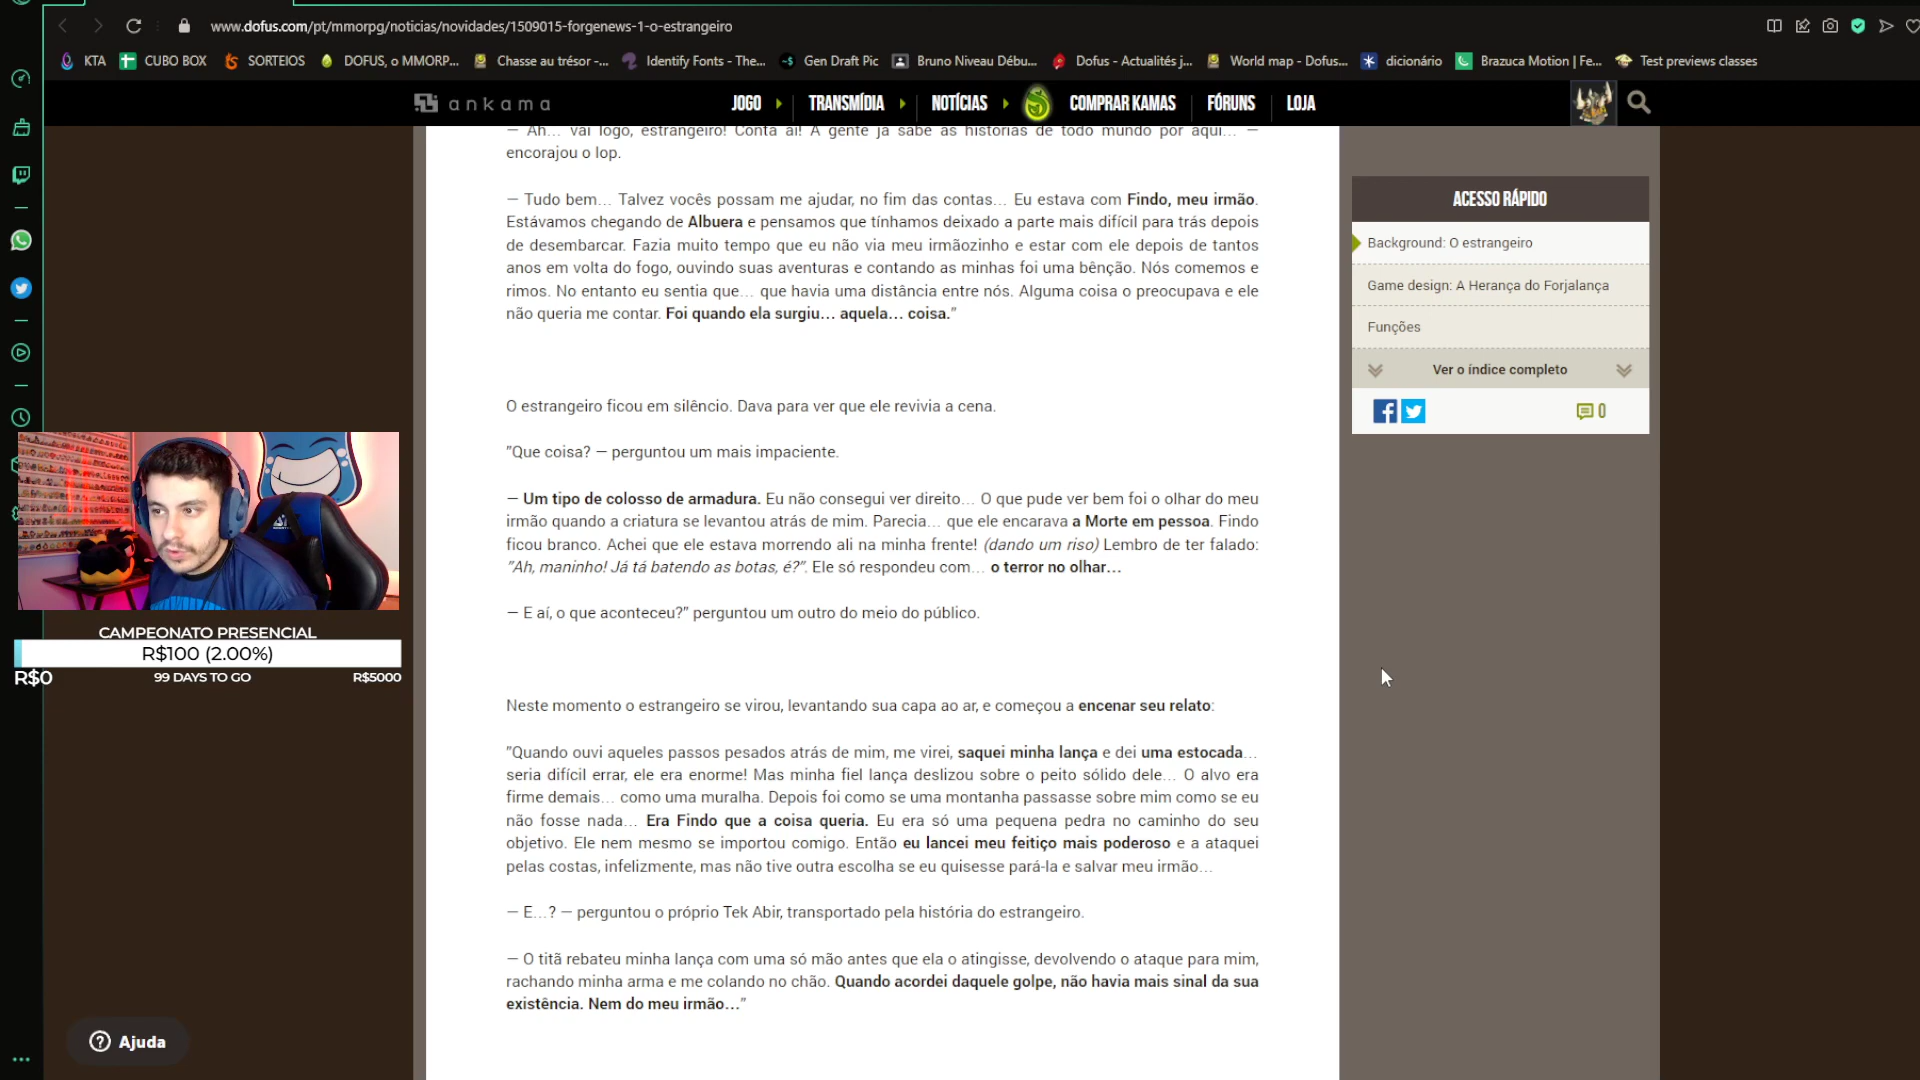 www.dofus.com/pt/mmorpg/noticias/novidades/1509015-forgenews-1-o-estrangeiro
KTA CUBO BOX SORTEIOS DOFUS, o MMORP... Chasse au trésor -... Identify Fonts - The... Gen Draft Pic Bruno Niveau Débu... Dofus - Actualités j... World map - Dofus... dicionário Brazuca Motion | Fe... Test previews classes
ankama JOGO TRANSMÍDIA NOTÍCIAS COMPRAR KAMAS FÓRUNS LOJA
— Ah... vai logo, estrangeiro! Conta aí! A gente já sabe as histórias de todo mundo por aqui... —
encorajou o Iop.
— Tudo bem... Talvez vocês possam me ajudar, no fim das contas... Eu estava com Findo, meu irmão.
Estávamos chegando de Albuera e pensamos que tínhamos deixado a parte mais difícil para trás depois
de desembarcar. Fazia muito tempo que eu não via meu irmãozinho e estar com ele depois de tantos
anos em volta do fogo, ouvindo suas aventuras e contando as minhas foi uma bênção. Nós comemos e
rimos. No entanto eu sentia que... que havia uma distância entre nós. Alguma coisa o preocupava e ele
não queria me contar. Foi quando ela surgiu... aquela... coisa.”
O estrangeiro ficou em silêncio. Dava para ver que ele revivia a cena.
”Que coisa? — perguntou um mais impaciente.
— Um tipo de colosso de armadura. Eu não consegui ver direito... O que pude ver bem foi o olhar do meu
irmão quando a criatura se levantou atrás de mim. Parecia... que ele encarava a Morte em pessoa. Findo
ficou branco. Achei que ele estava morrendo ali na minha frente! (dando um riso) Lembro de ter falado:
”Ah, maninho! Já tá batendo as botas, é?”. Ele só respondeu com... o terror no olhar...
— E aí, o que aconteceu?” perguntou um outro do meio do público.
Neste momento o estrangeiro se virou, levantando sua capa ao ar, e começou a encenar seu relato:
”Quando ouvi aqueles passos pesados atrás de mim, me virei, saquei minha lança e dei uma estocada...
seria difícil errar, ele era enorme! Mas minha fiel lança deslizou sobre o peito sólido dele... O alvo era
firme demais... como uma muralha. Depois foi como se uma montanha passasse sobre mim como se eu
não fosse nada... Era Findo que a coisa queria. Eu era só uma pequena pedra no caminho do seu
objetivo. Ele nem mesmo se importou comigo. Então eu lancei meu feitiço mais poderoso e a ataquei
pelas costas, infelizmente, mas não tive outra escolha se eu quisesse pará-la e salvar meu irmão...
— E...? — perguntou o próprio Tek Abir, transportado pela história do estrangeiro.
— O titã rebateu minha lança com uma só mão antes que ela o atingisse, devolvendo o ataque para mim,
rachando minha arma e me colando no chão. Quando acordei daquele golpe, não havia mais sinal da sua
existência. Nem do meu irmão...”
ACESSO RÁPIDO
Background: O estrangeiro
Game design: A Herança do Forjalança
Funções
Ver o índice completo
0
CAMPEONATO PRESENCIAL
R$100 (2.00%)
R$0 99 DAYS TO GO R$5000
Ajuda